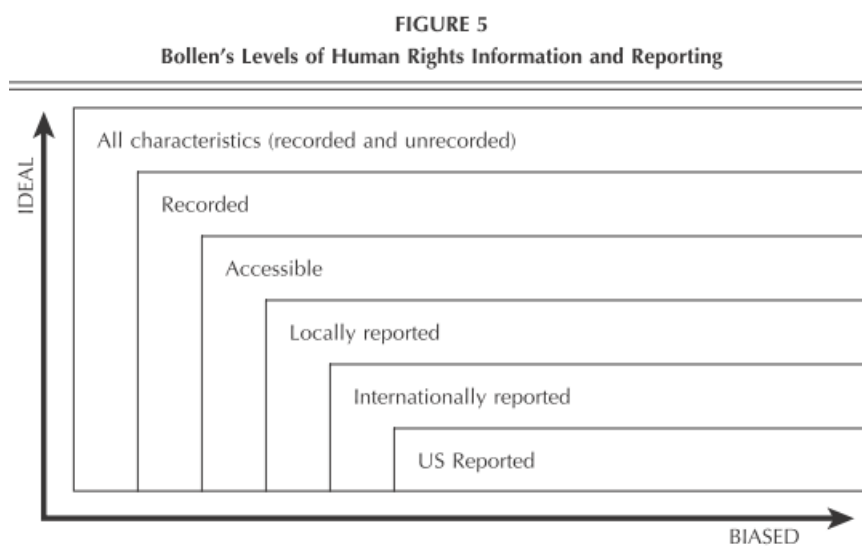 FIGURE 5
Bollen's Levels of Human Rights Information and Reporting
All characteristics (recorded and unrecorded)
IDEAL
Recorded
Accessible
Locally reported
Internationally reported
US Reported
BIASED